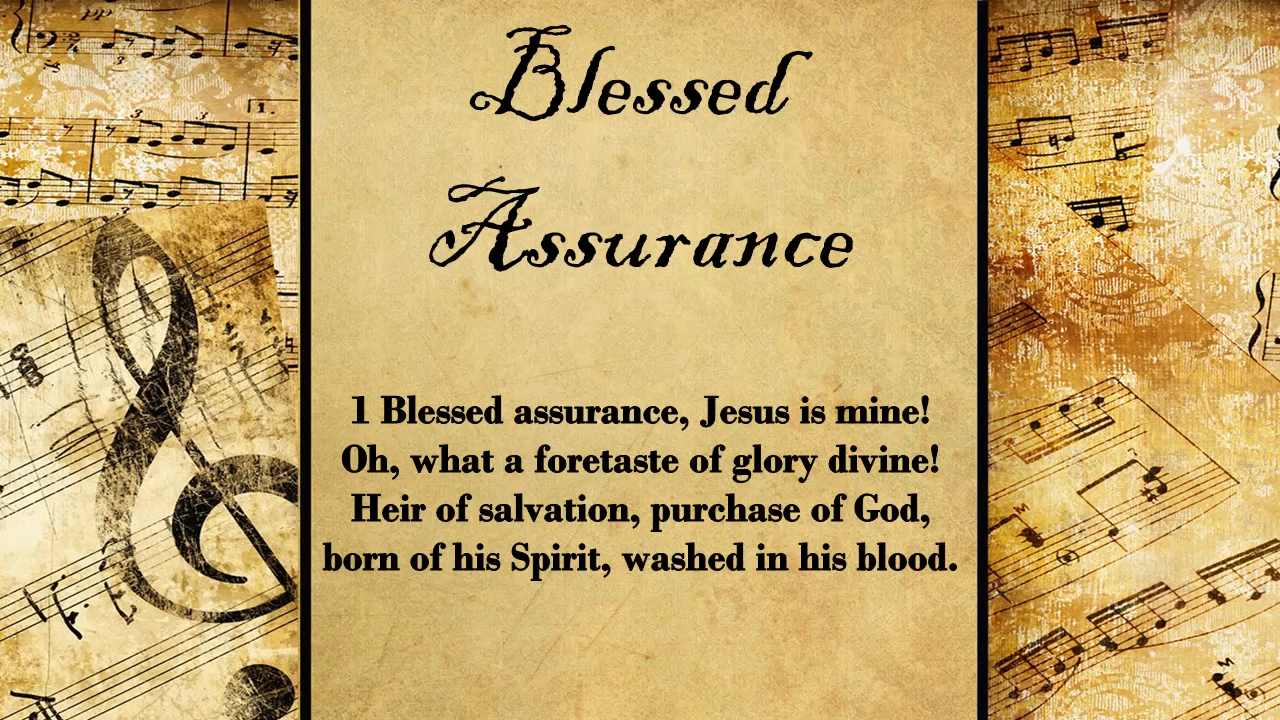 Blessed
Assurance
1 Blessed assurance, Jesus is mine!
Oh, what a foretaste of glory divine!
Heir of salvation, purchase of God,
born of his Spirit, washed in his blood.